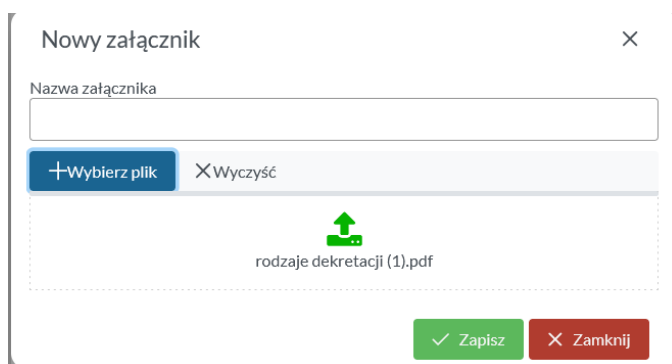 Nowy załącznik
Nazwa załącznika
Wybierz plik Wyczyść
rodzaje dekretacji (1).pdf
Zapisz Zamknij